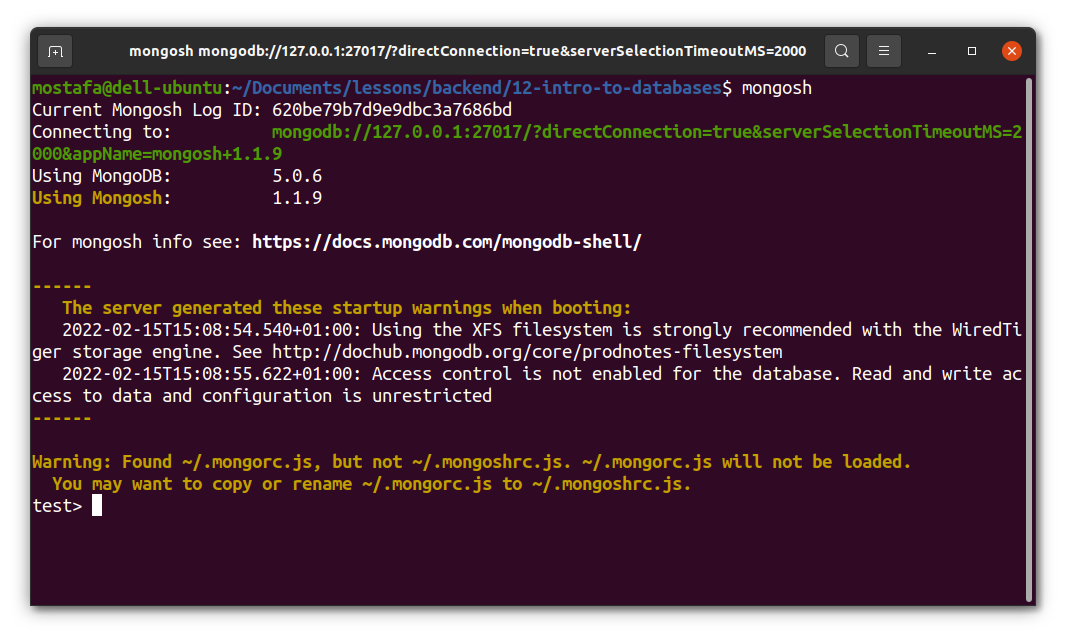 mongosh mongodb://127.0.0.1:27017/?directConnection=true&serverSelectionTimeoutMS=2000
mostafa@dell-ubuntu:~/Documents/lessons/backend/12-intro-to-databases$ mongosh
Current Mongosh Log ID: 620be79b7d9e9dbc3a7686bd
Connecting to:          mongodb://127.0.0.1:27017/?directConnection=true&serverSelectionTimeoutMS=2
000&appName=mongosh+1.1.9
Using MongoDB:          5.0.6
Using Mongosh:          1.1.9
For mongosh info see: https://docs.mongodb.com/mongodb-shell/
------
   The server generated these startup warnings when booting:
   2022-02-15T15:08:54.540+01:00: Using the XFS filesystem is strongly recommended with the WiredTi
ger storage engine. See http://dochub.mongodb.org/core/prodnotes-filesystem
   2022-02-15T15:08:55.622+01:00: Access control is not enabled for the database. Read and write ac
cess to data and configuration is unrestricted
------
Warning: Found ~/.mongorc.js, but not ~/.mongoshrc.js. ~/.mongorc.js will not be loaded.
  You may want to copy or rename ~/.mongorc.js to ~/.mongoshrc.js.
test>